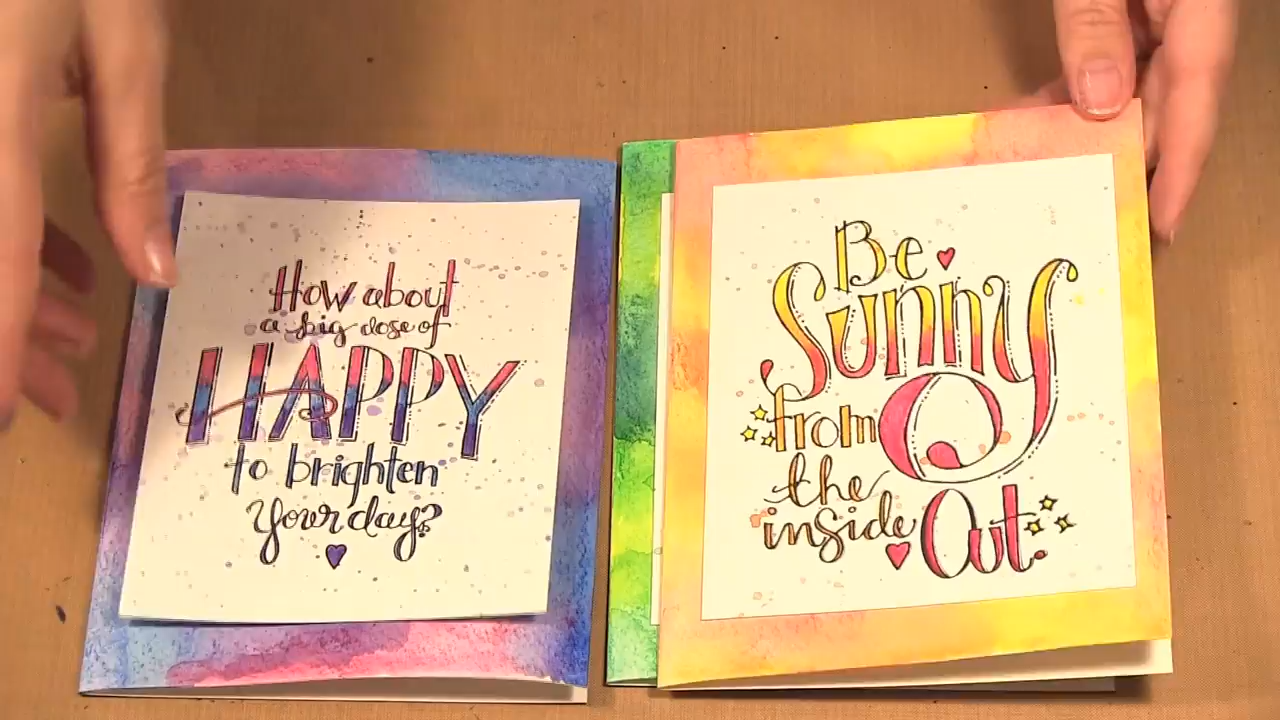 How about
a big dose of
HAPPY
to brighten
your day?
Be
Sunny
from
the
inside
Out